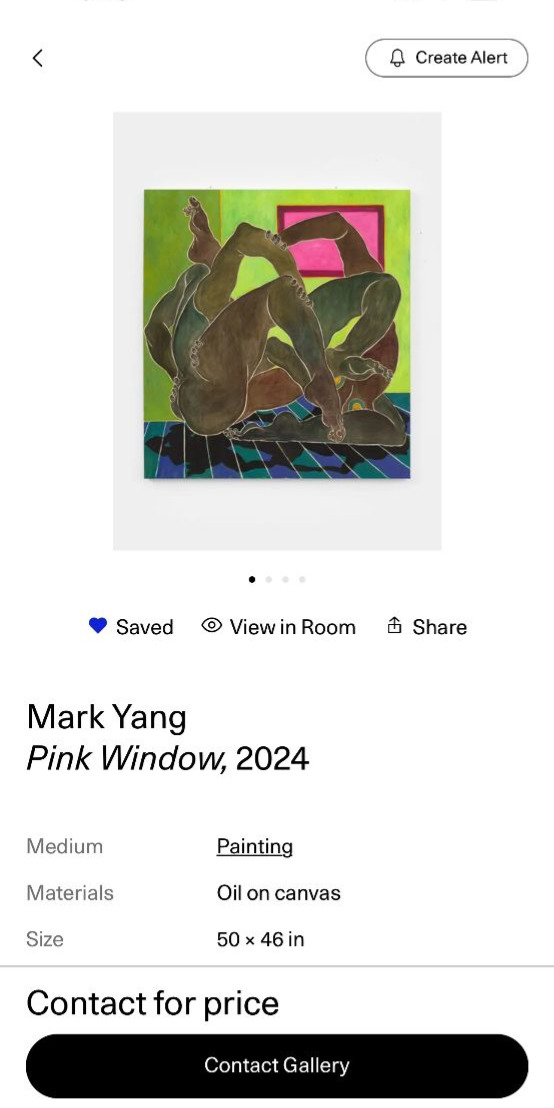 Create Alert
Saved View in Room Share
Mark Yang
Pink Window, 2024
Medium Painting
Materials Oil on canvas
Size 50 × 46 in
Contact for price
Contact Gallery